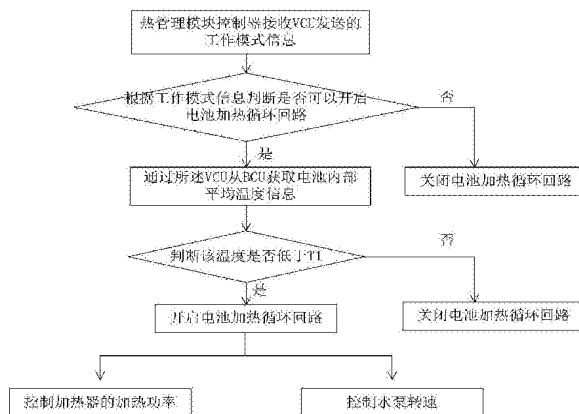 热管理模块控制器接收VCU发送的
工作模式信息
根据工作模式信息判断是否可以开启
电池加热循环回路
否
是
关闭电池加热循环回路
通过所述VCU从BCU获取电池内部
平均温度信息
否
判断该温度是否低于T1
是
开启电池加热循环回路
关闭电池加热循环回路
控制加热器的加热功率
控制水泵转速